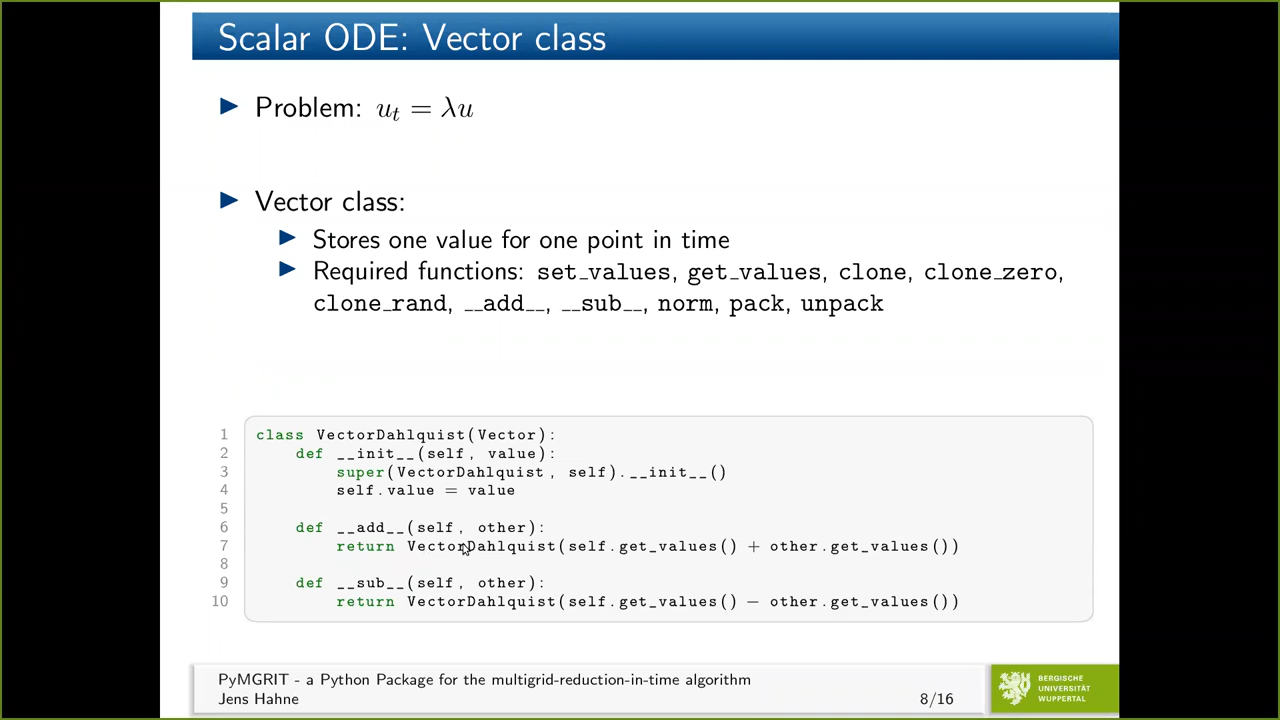 Scalar ODE: Vector class
▶ Problem: u_t = λu
▶ Vector class:
▶ Stores one value for one point in time
▶ Required functions: set_values, get_values, clone, clone_zero,
clone_rand, __add__, __sub__, norm, pack, unpack
1 class VectorDahlquist(Vector):
2     def __init__(self, value):
3         super(VectorDahlquist, self).__init__()
4         self.value = value
5
6     def __add__(self, other):
7         return VectorDahlquist(self.get_values() + other.get_values())
8
9     def __sub__(self, other):
10         return VectorDahlquist(self.get_values() − other.get_values())
PyMGRIT - a Python Package for the multigrid-reduction-in-time algorithm
Jens Hahne
8/16
BERGISCHE
UNIVERSITÄT
WUPPERTAL